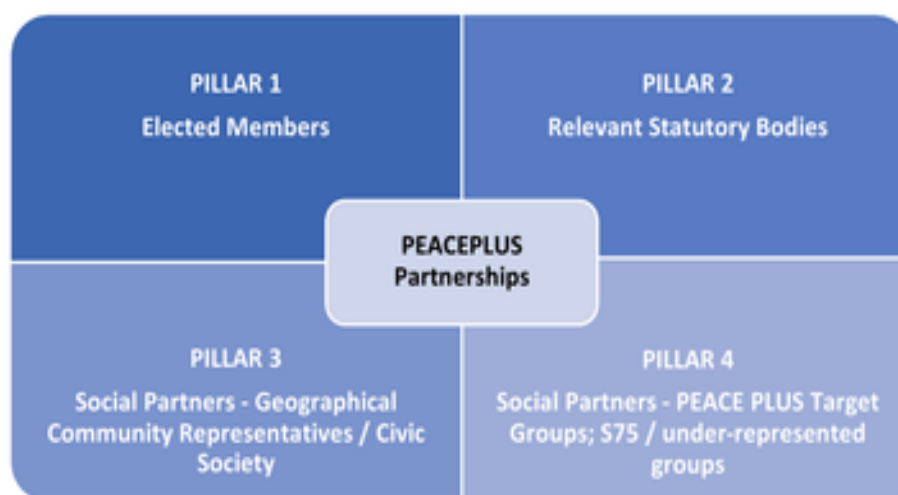 PILLAR 1
Elected Members
PILLAR 2
Relevant Statutory Bodies
PEACEPLUS
Partnerships
PILLAR 3
Social Partners - Geographical
Community Representatives / Civic
Society
PILLAR 4
Social Partners - PEACE PLUS Target
Groups; S75 / under-represented
groups